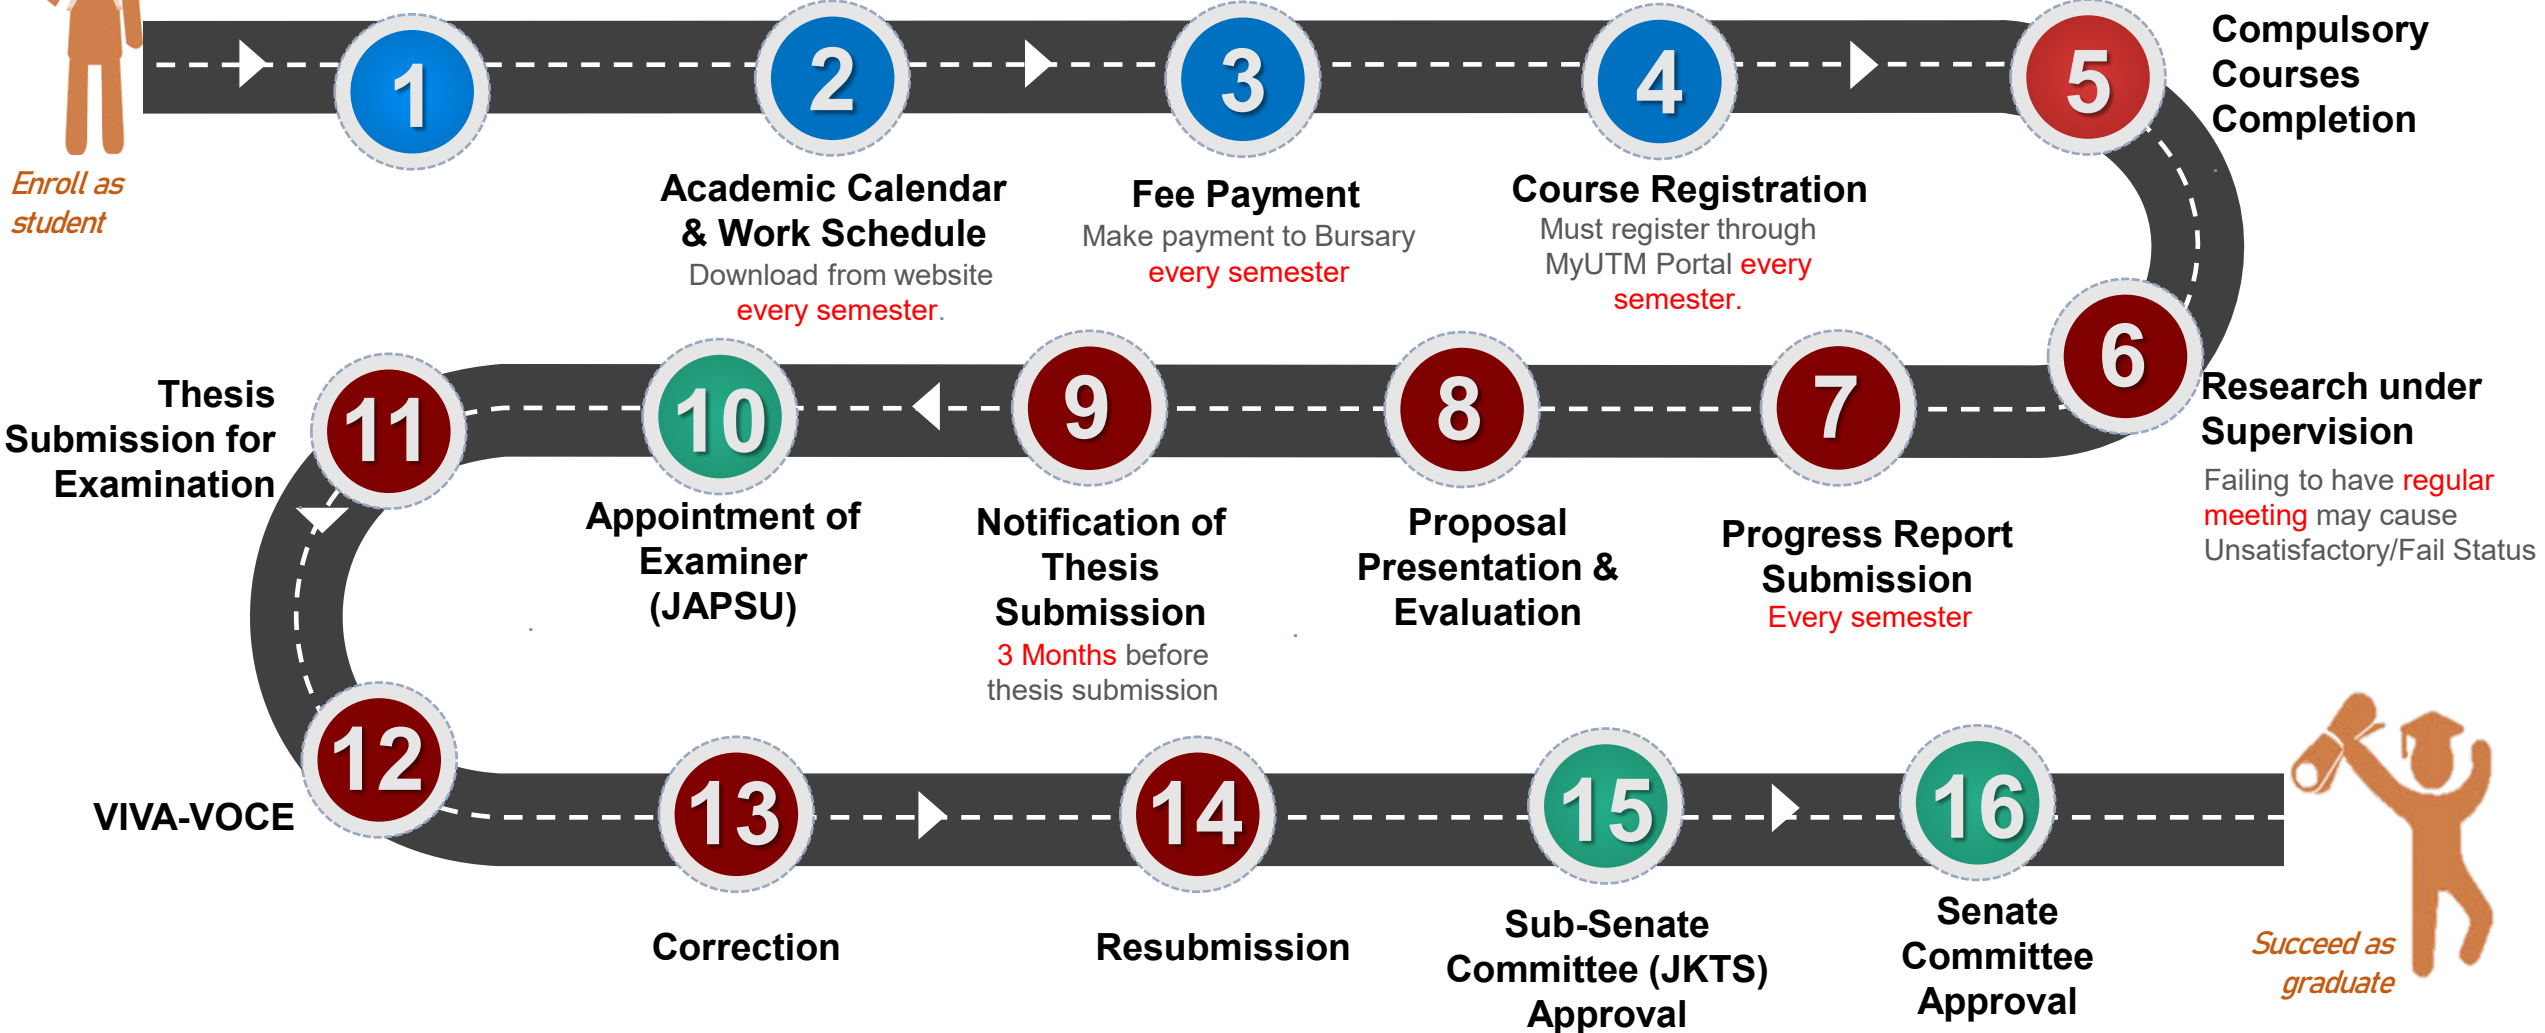 1
2
3
4
5
Compulsory
Courses
Completion
Enroll as
student
Academic Calendar
& Work Schedule
Download from website
every semester.
Fee Payment
Make payment to Bursary
every semester
Course Registration
Must register through
MyUTM Portal every
semester.
6
Research under
Supervision
Failing to have regular
meeting may cause
Unsatisfactory/Fail Status
7
Progress Report
Submission
Every semester
8
Proposal
Presentation &
Evaluation
9
Notification of
Thesis
Submission
3 Months before
thesis submission
10
Appointment of
Examiner
(JAPSU)
11
Thesis
Submission for
Examination
12
VIVA-VOCE
13
Correction
14
Resubmission
15
Sub-Senate
Committee (JKTS)
Approval
16
Senate
Committee
Approval
Succeed as
graduate